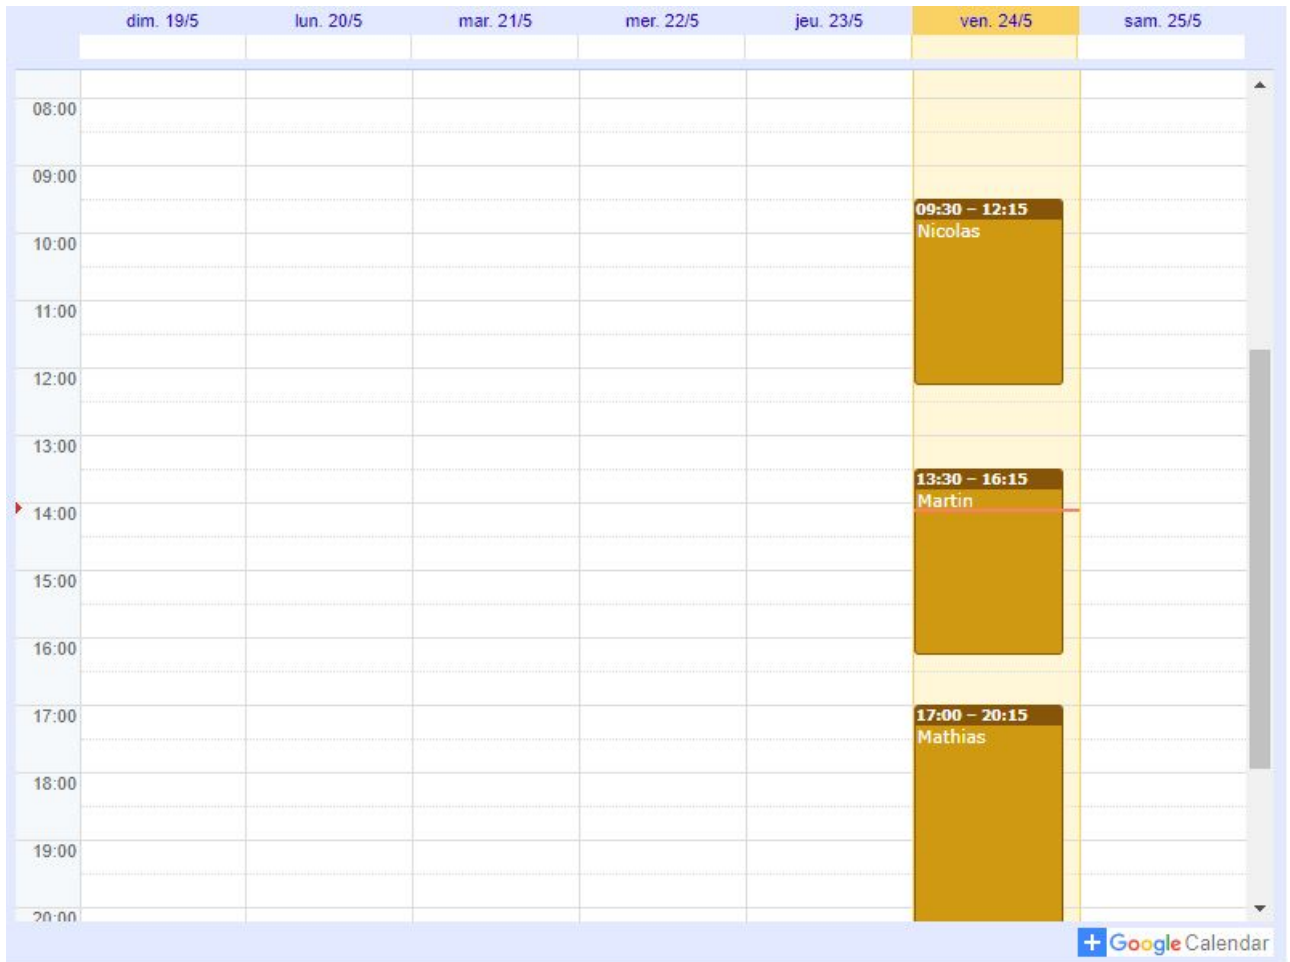 dim. 19/5 lun. 20/5 mar. 21/5 mer. 22/5 jeu. 23/5 ven. 24/5 sam. 25/5
08:00
09:00
09:30 – 12:15
Nicolas
10:00
11:00
12:00
13:00
13:30 – 16:15
Martin
14:00
15:00
16:00
17:00
17:00 – 20:15
Mathias
18:00
19:00
20:00
+ Google Calendar